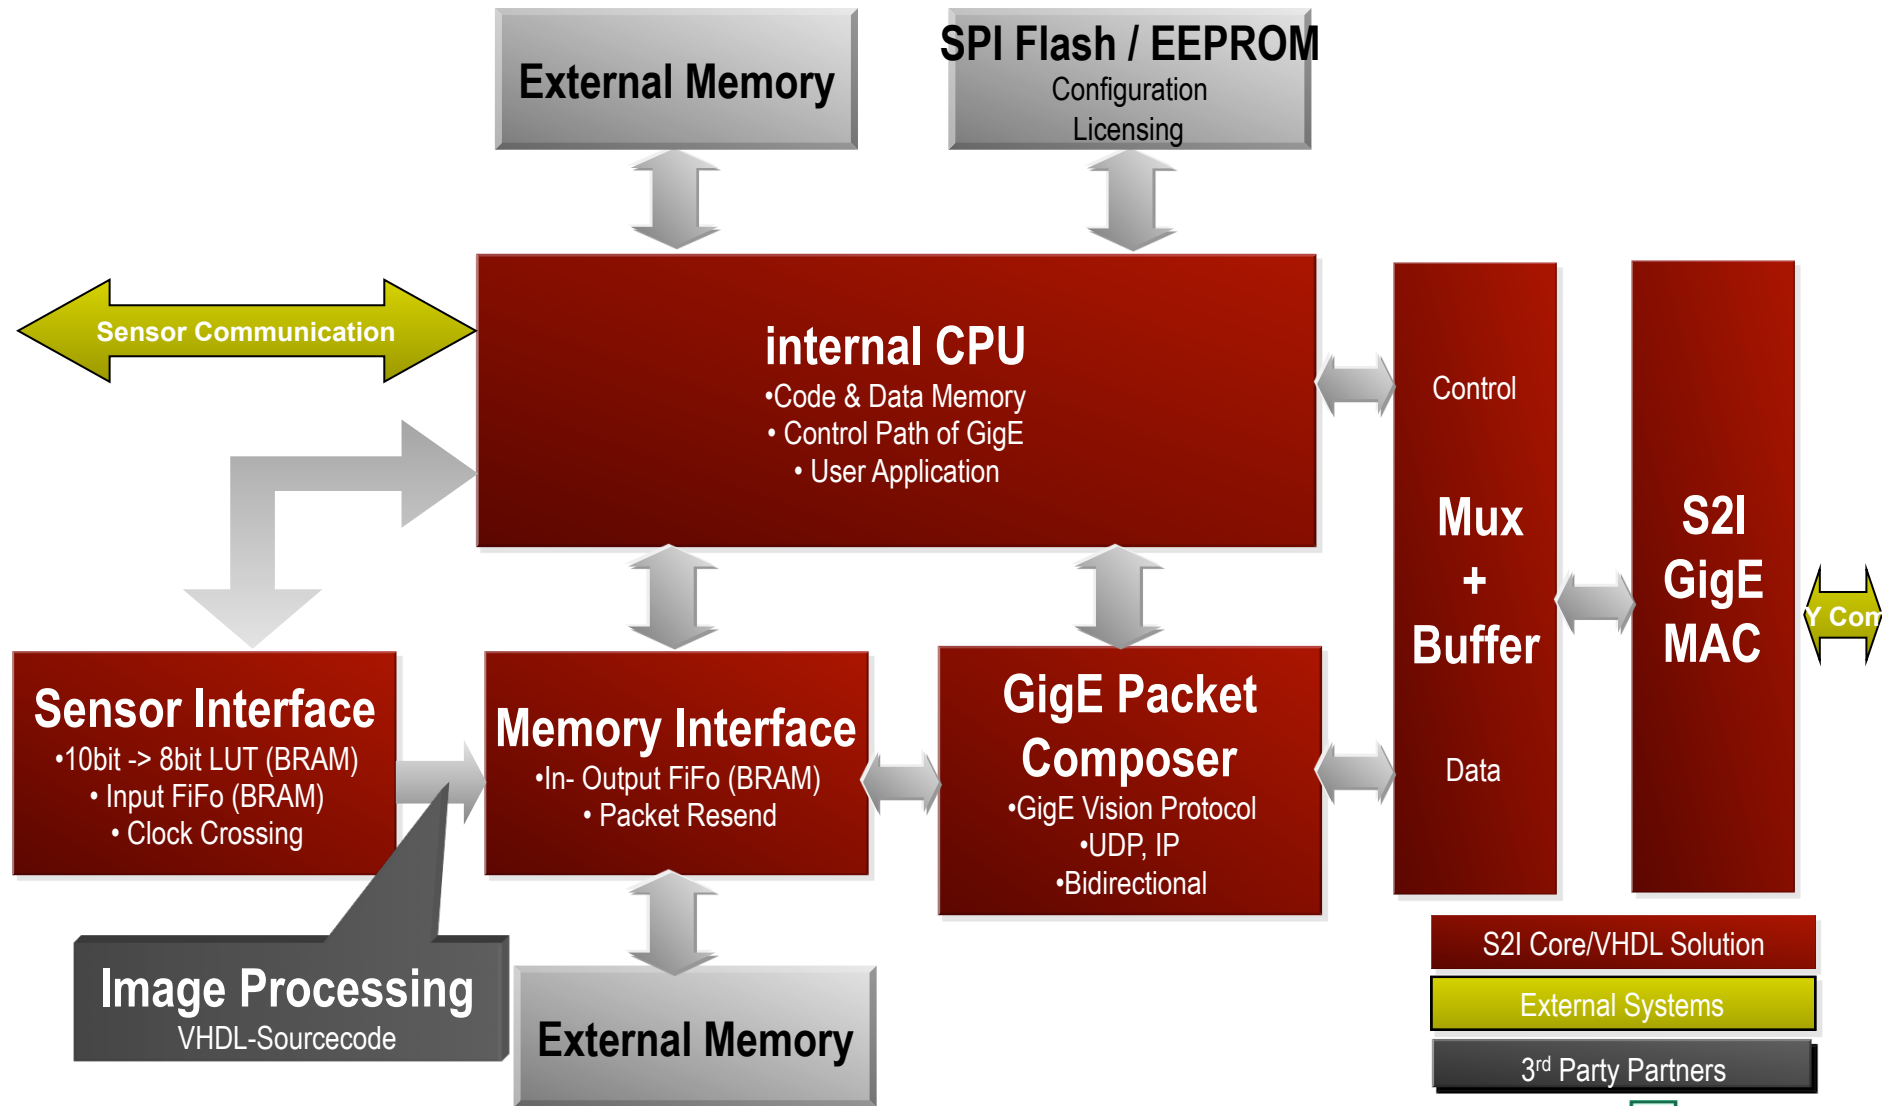 External Memory
SPI Flash / EEPROM
Configuration
Licensing
Sensor Communication
internal CPU
•Code & Data Memory
• Control Path of GigE
• User Application
Control
Mux
+
Buffer
Data
S2I
GigE
MAC
Y Com
Sensor Interface
•10bit -> 8bit LUT (BRAM)
• Input FiFo (BRAM)
• Clock Crossing
Memory Interface
•In- Output FiFo (BRAM)
• Packet Resend
GigE Packet
Composer
•GigE Vision Protocol
•UDP, IP
•Bidirectional
Image Processing
VHDL-Sourcecode
External Memory
S2I Core/VHDL Solution
External Systems
3rd Party Partners